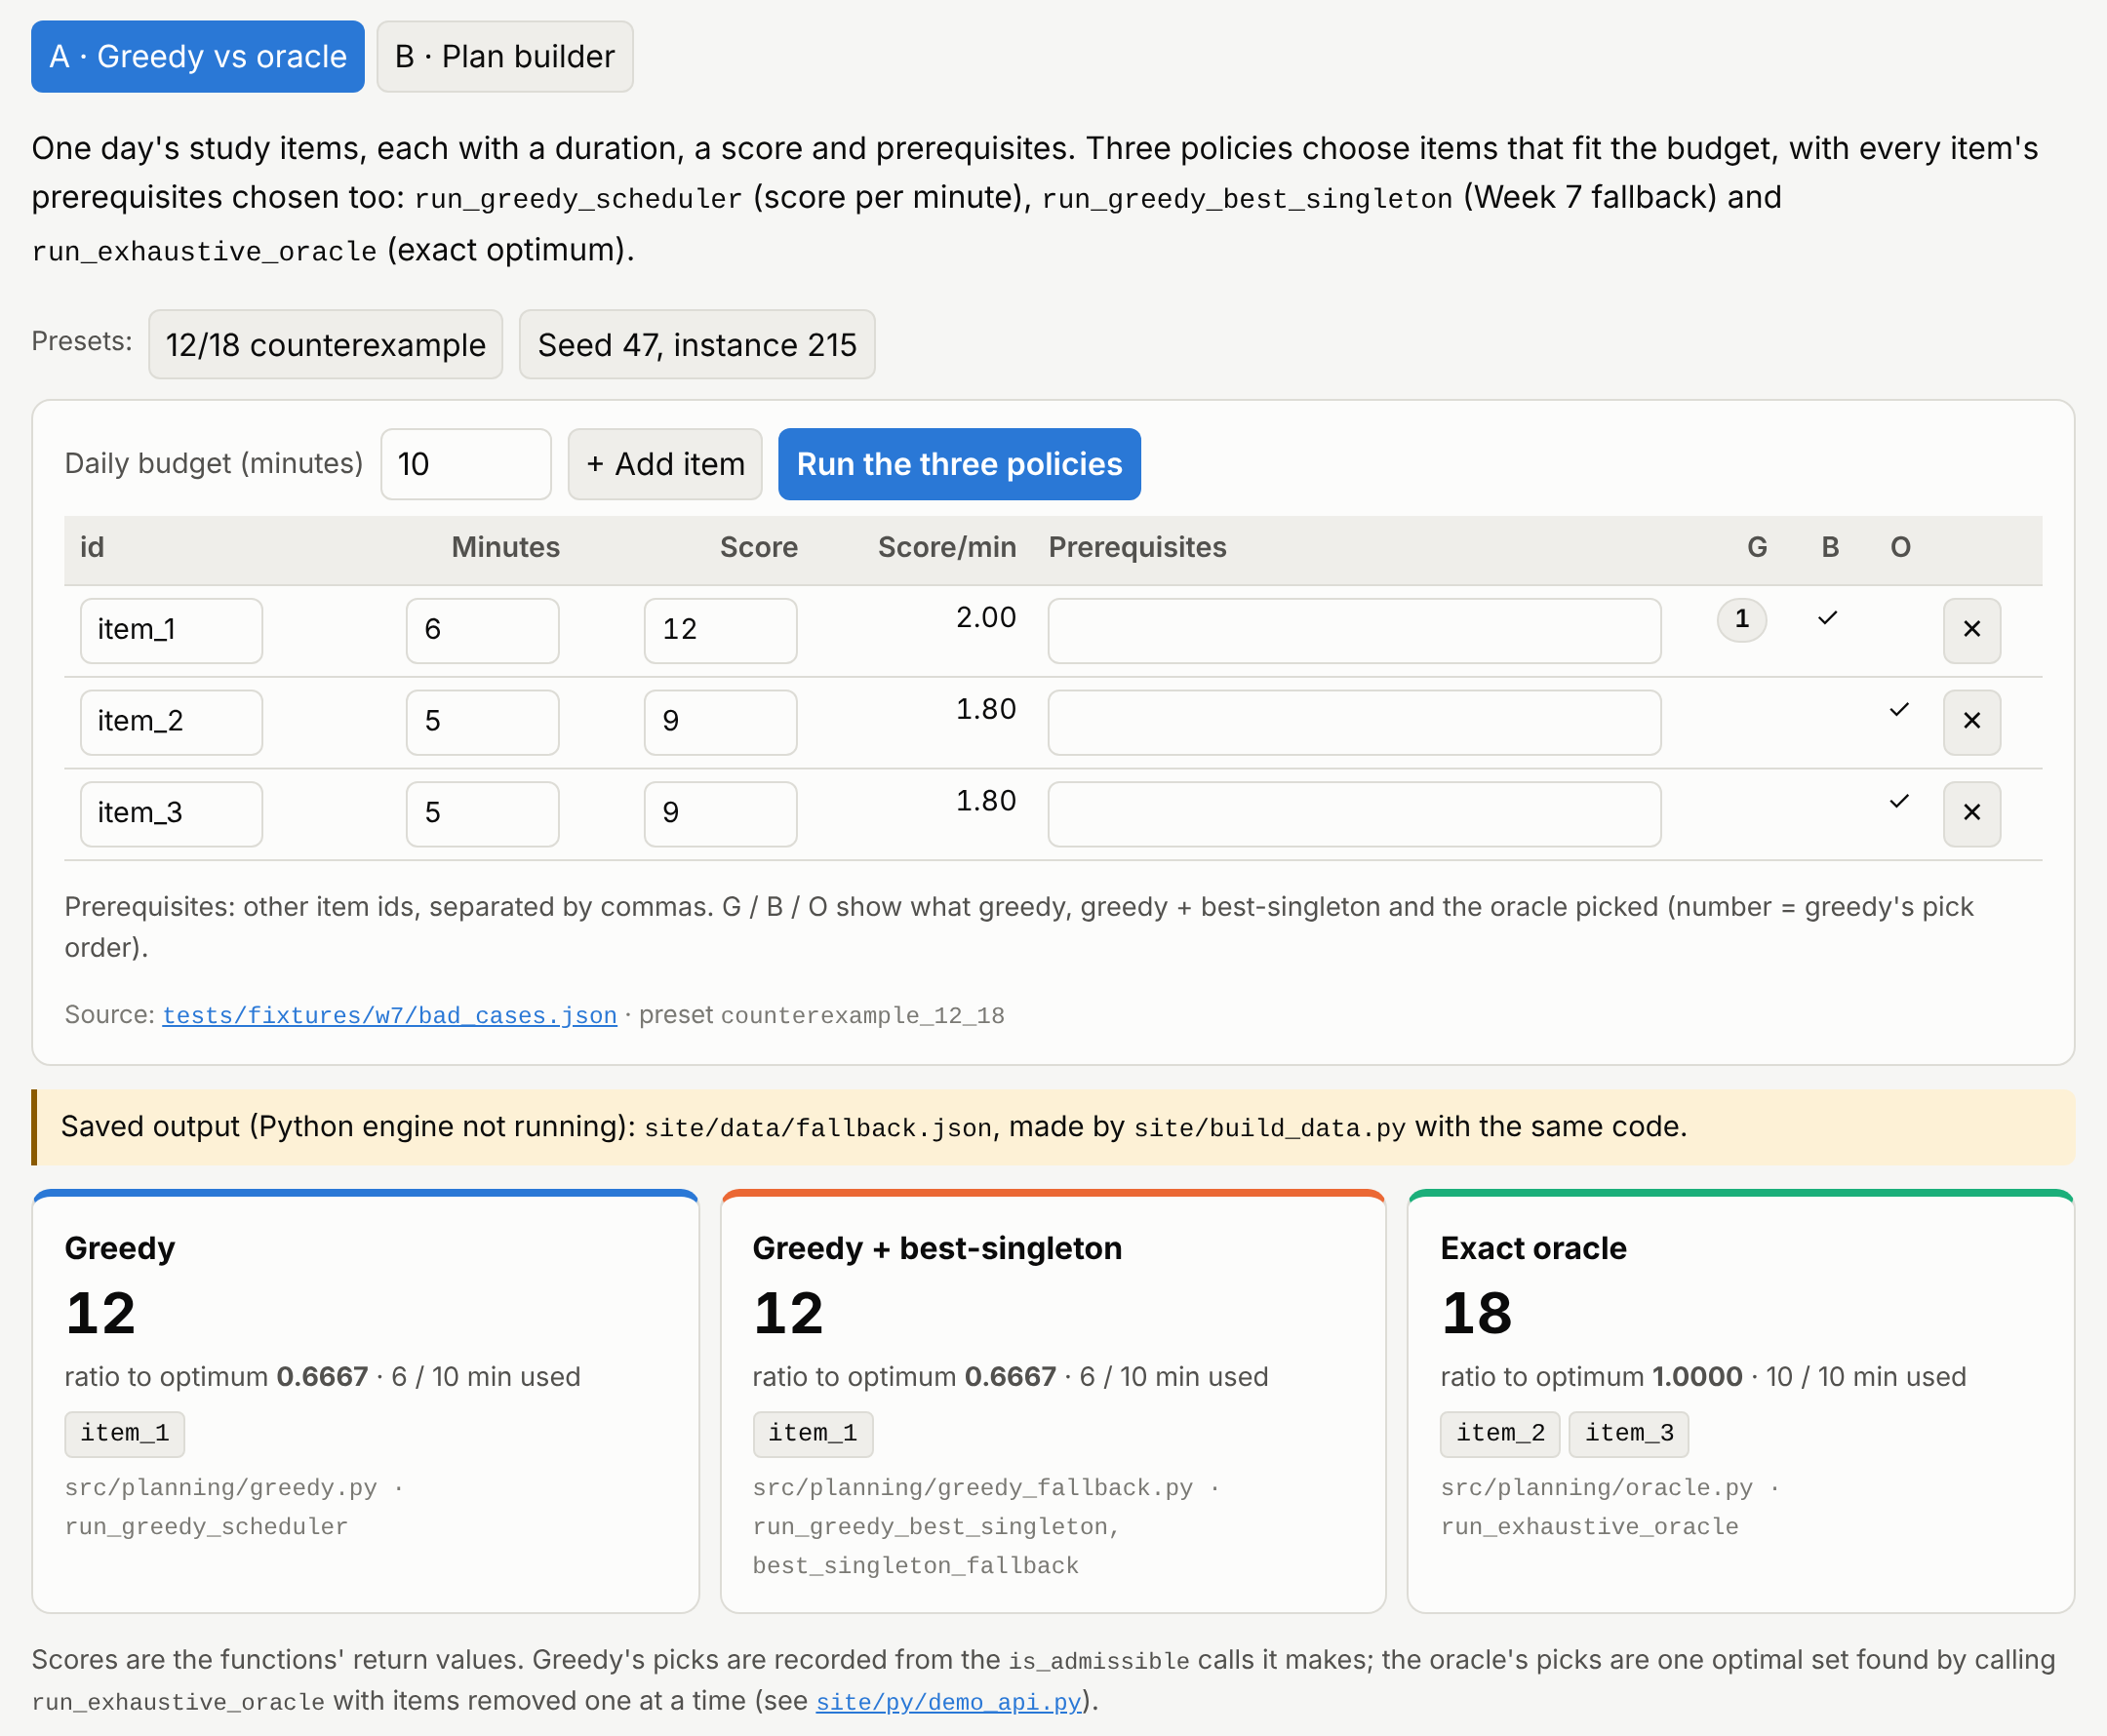 A · Greedy vs oracle
B · Plan builder
One day's study items, each with a duration, a score and prerequisites. Three policies choose items that fit the budget, with every item's
prerequisites chosen too: run_greedy_scheduler (score per minute), run_greedy_best_singleton (Week 7 fallback) and
run_exhaustive_oracle (exact optimum).
Presets: 12/18 counterexample Seed 47, instance 215
Daily budget (minutes) 10 + Add item Run the three policies
id Minutes Score Score/min Prerequisites G B O
item_1 6 12 2.00 1 ✓ ✕
item_2 5 9 1.80 ✓ ✕
item_3 5 9 1.80 ✓ ✕
Prerequisites: other item ids, separated by commas. G / B / O show what greedy, greedy + best-singleton and the oracle picked (number = greedy's pick
order).
Source: tests/fixtures/w7/bad_cases.json · preset counterexample_12_18
Saved output (Python engine not running): site/data/fallback.json, made by site/build_data.py with the same code.
Greedy
12
ratio to optimum 0.6667 · 6 / 10 min used
item_1
src/planning/greedy.py ·
run_greedy_scheduler
Greedy + best-singleton
12
ratio to optimum 0.6667 · 6 / 10 min used
item_1
src/planning/greedy_fallback.py ·
run_greedy_best_singleton,
best_singleton_fallback
Exact oracle
18
ratio to optimum 1.0000 · 10 / 10 min used
item_2 item_3
src/planning/oracle.py ·
run_exhaustive_oracle
Scores are the functions' return values. Greedy's picks are recorded from the is_admissible calls it makes; the oracle's picks are one optimal set found by calling
run_exhaustive_oracle with items removed one at a time (see site/py/demo_api.py).